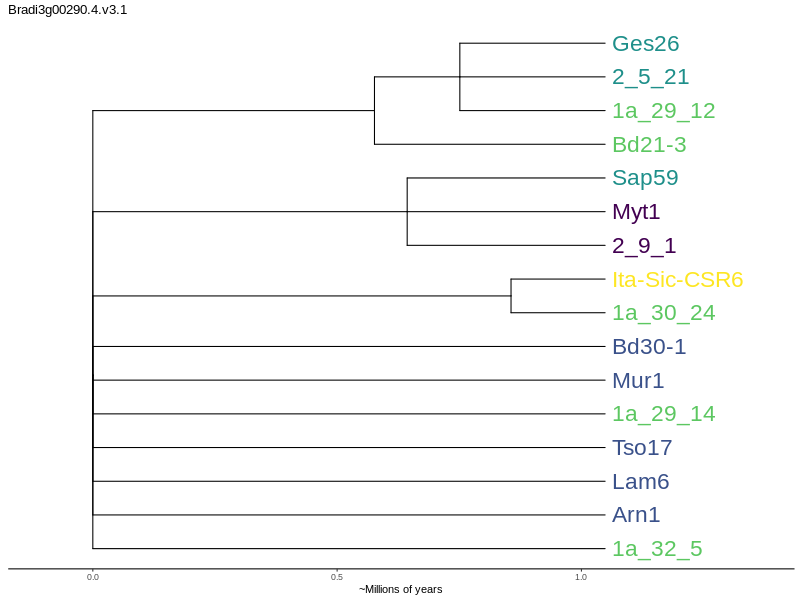 Bradi3g00290.4.v3.1
Ges26
2_5_21
1a_29_12
Bd21-3
Sap59
Myt1
2_9_1
Ita-Sic-CSR6
1a_30_24
Bd30-1
Mur1
1a_29_14
Tso17
Lam6
Arn1
1a_32_5
0.0 0.5 1.0
~Millions of years